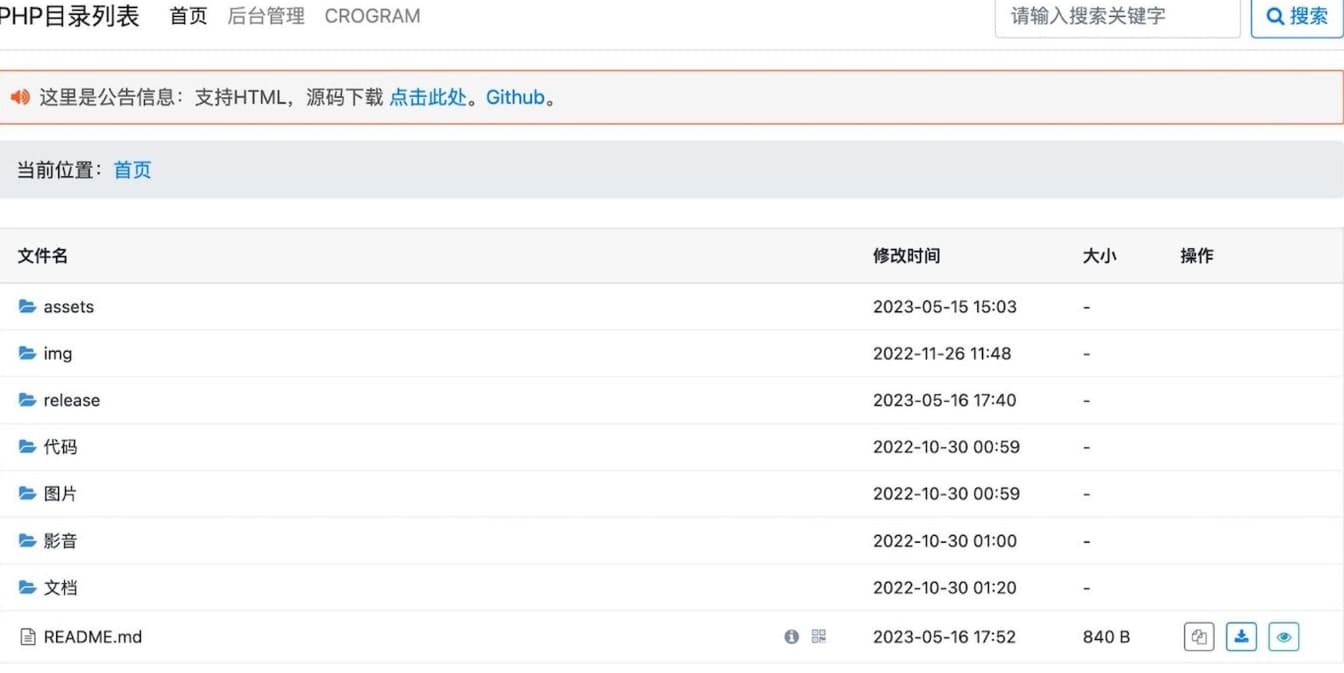 PHP目录列表 首页 后台管理 CROGRAM 请输入搜索关键字 搜索
这里是公告信息：支持HTML，源码下载 点击此处。Github。
当前位置：首页
文件名 修改时间 大小 操作
assets 2023-05-15 15:03 -
img 2022-11-26 11:48 -
release 2023-05-16 17:40 -
代码 2022-10-30 00:59 -
图片 2022-10-30 00:59 -
影音 2022-10-30 01:00 -
文档 2022-10-30 01:20 -
README.md 2023-05-16 17:52 840 B